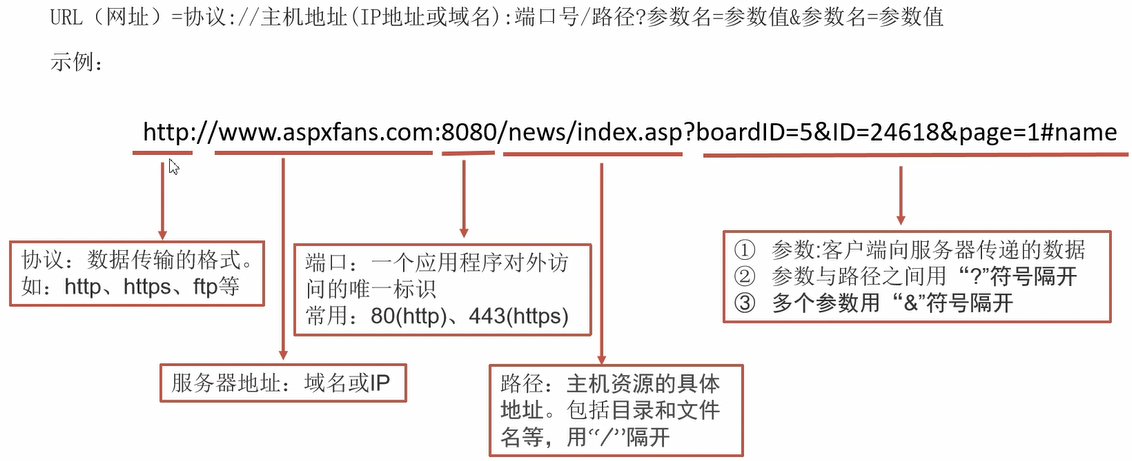 URL（网址）=协议://主机地址(IP地址或域名):端口号/路径?参数名=参数值&参数名=参数值
示例：
http://www.aspxfans.com:8080/news/index.asp?boardID=5&ID=24618&page=1#name
协议：数据传输的格式。
如：http、https、ftp等
端口：一个应用程序对外访
问的唯一标识
常用：80(http)、443(https)
① 参数:客户端向服务器传递的数据
② 参数与路径之间用“?”符号隔开
③ 多个参数用“&”符号隔开
服务器地址：域名或IP
路径：主机资源的具体
地址。包括目录和文件
名等，用“/”隔开